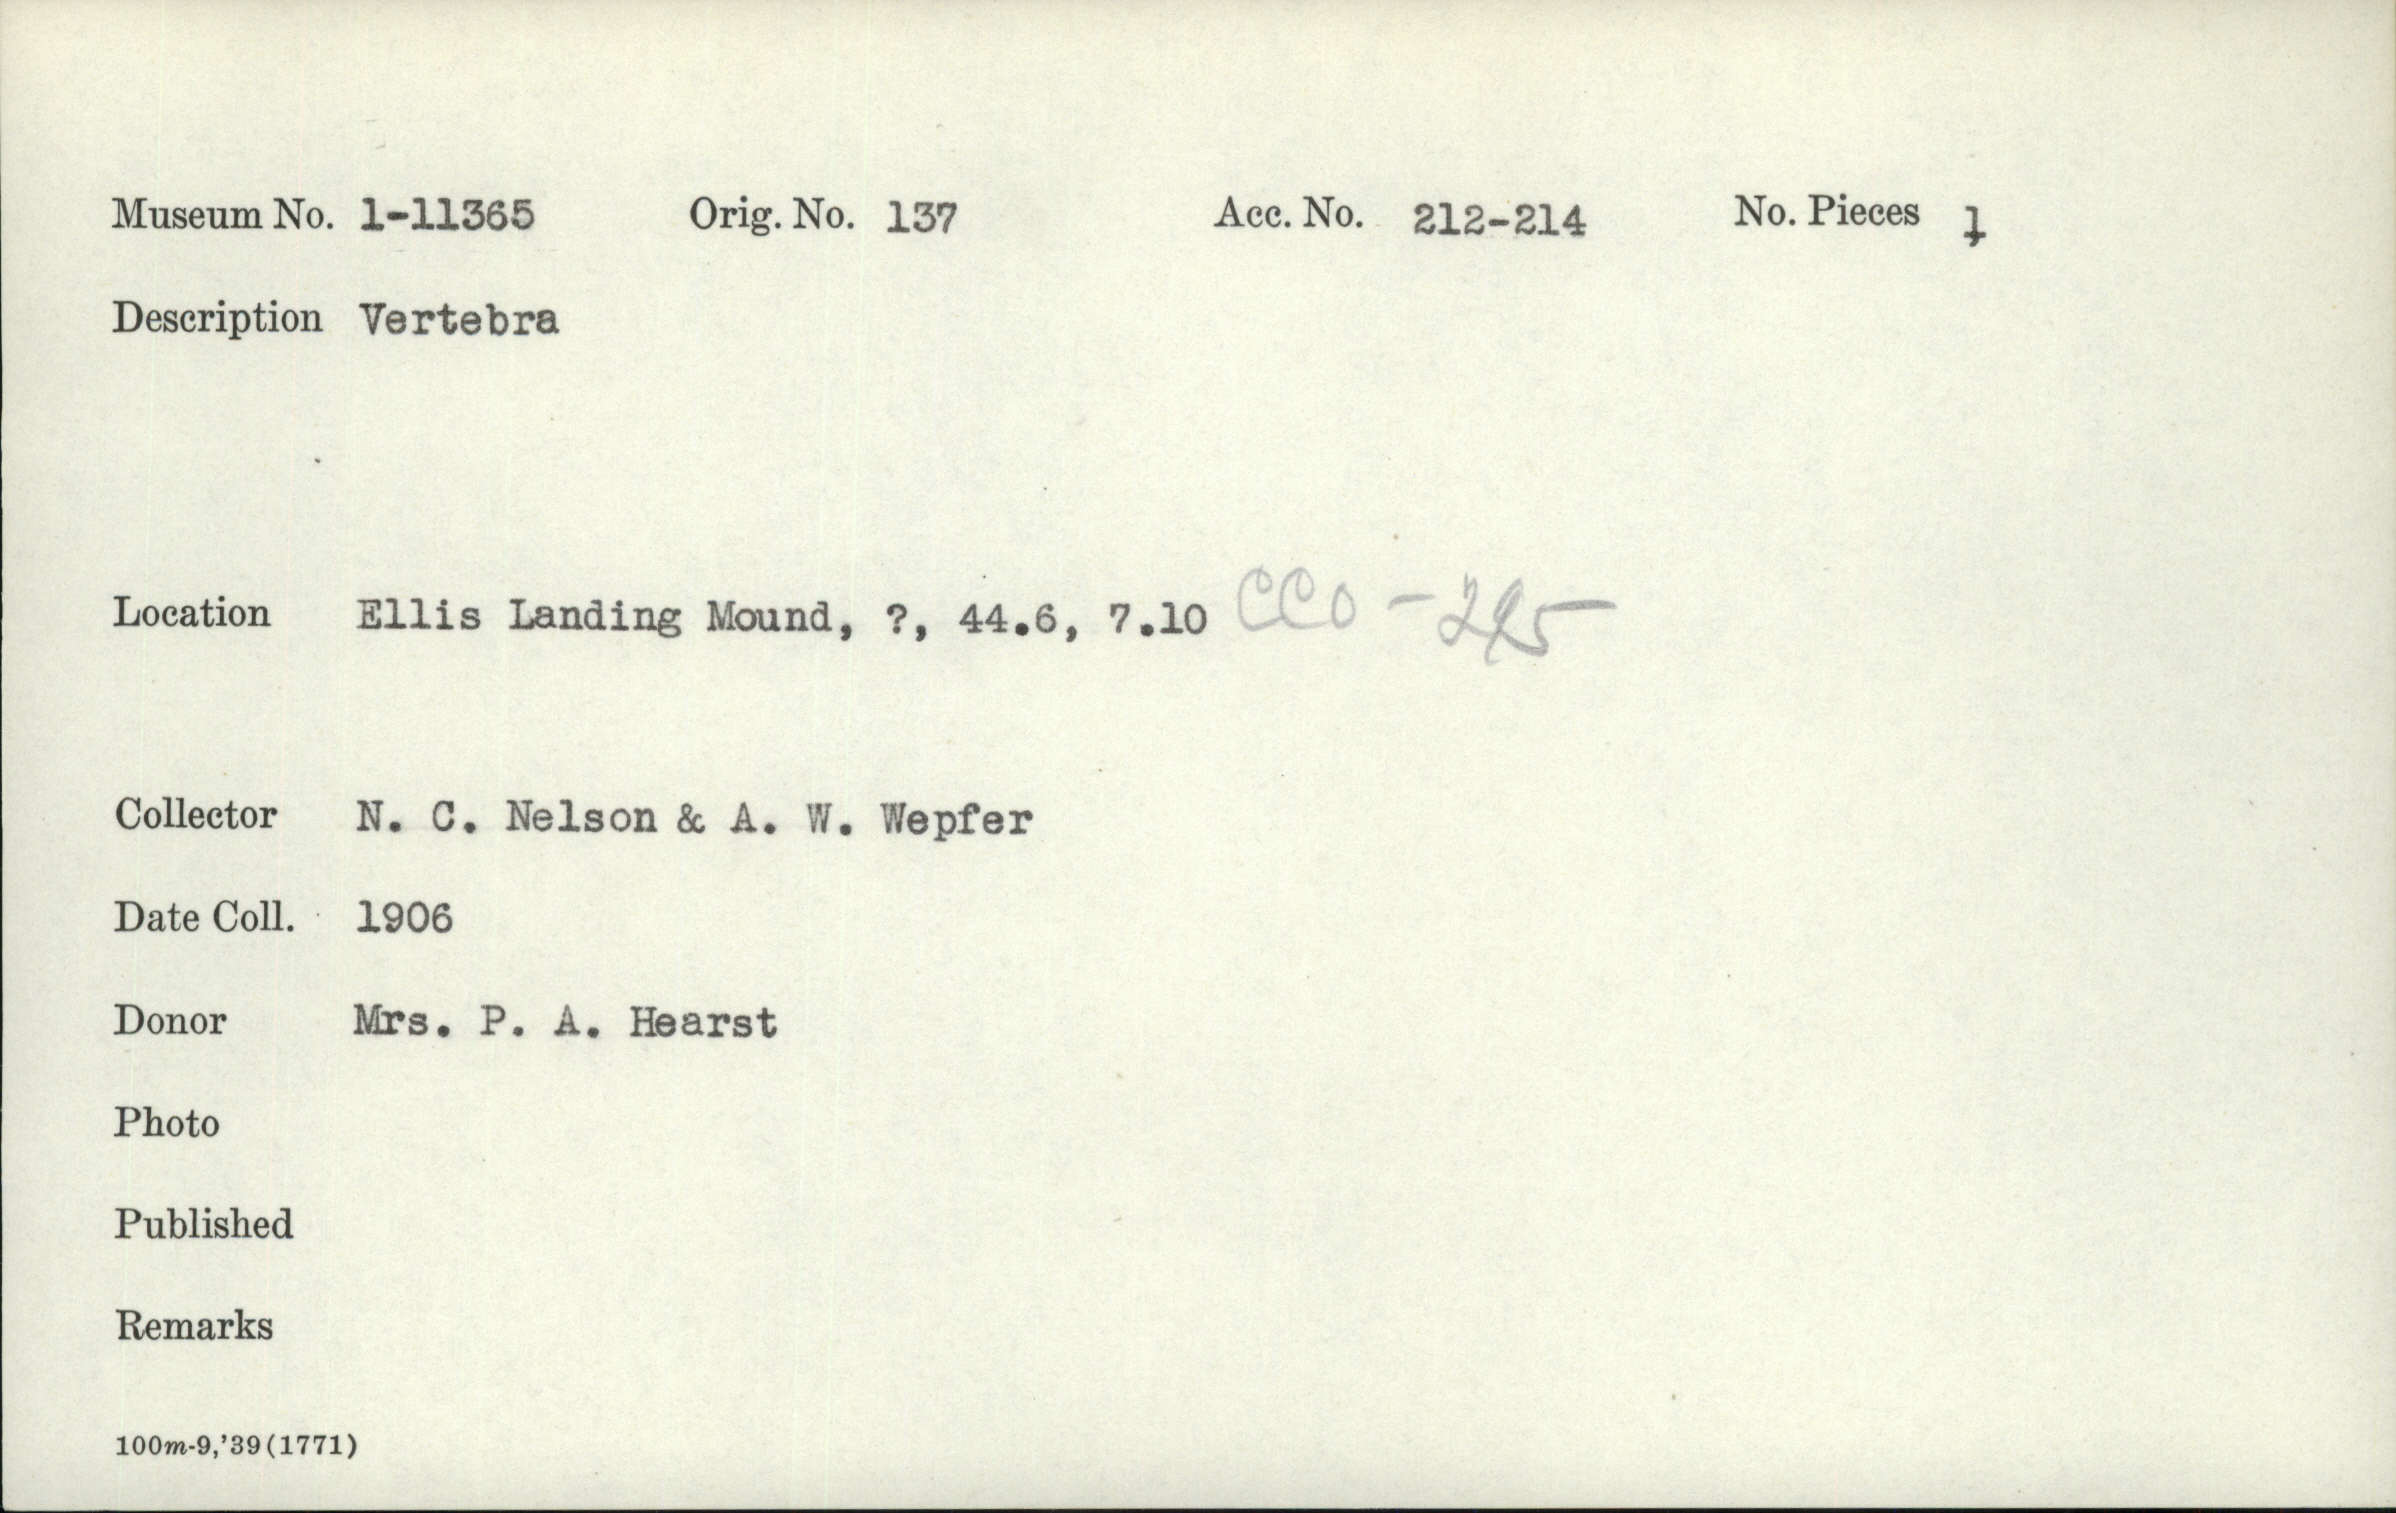 Museum No. 1-11365 Orig. No. 137 Acc. No. 212-214 No. Pieces 1
Description Vertebra
Location Ellis Landing Mound, ?, 44.6, 7.10 CCO-295
Collector N. C. Nelson & A. W. Wepfer
Date Coll. 1906
Donor Mrs. P. A. Hearst
Photo
Published
Remarks
100m-9,'39(1771)